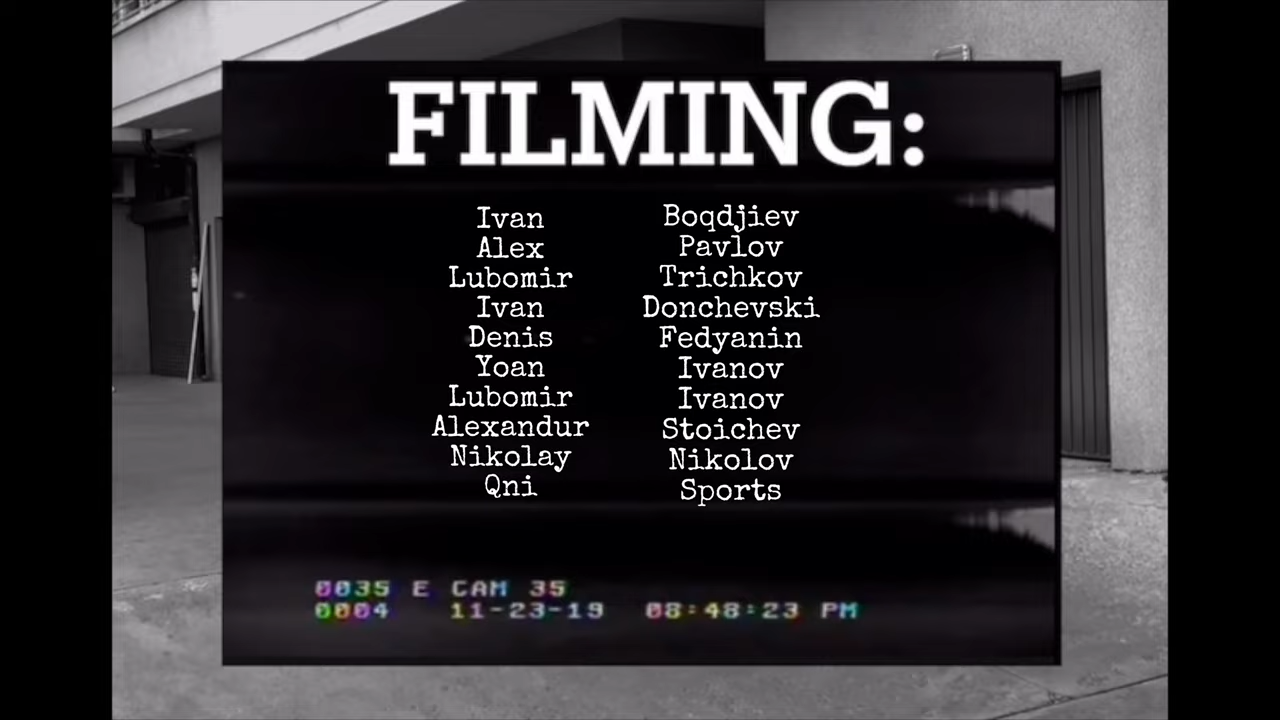 FILMING:
Ivan Boqdjiev
Alex Pavlov
Lubomir Trichkov
Ivan Donchevski
Denis Fedyanin
Yoan Ivanov
Lubomir Ivanov
Alexandur Stoichev
Nikolay Nikolov
Qni Sports
0035 E CAM 35
0004 11-23-19 08:48:23 PM